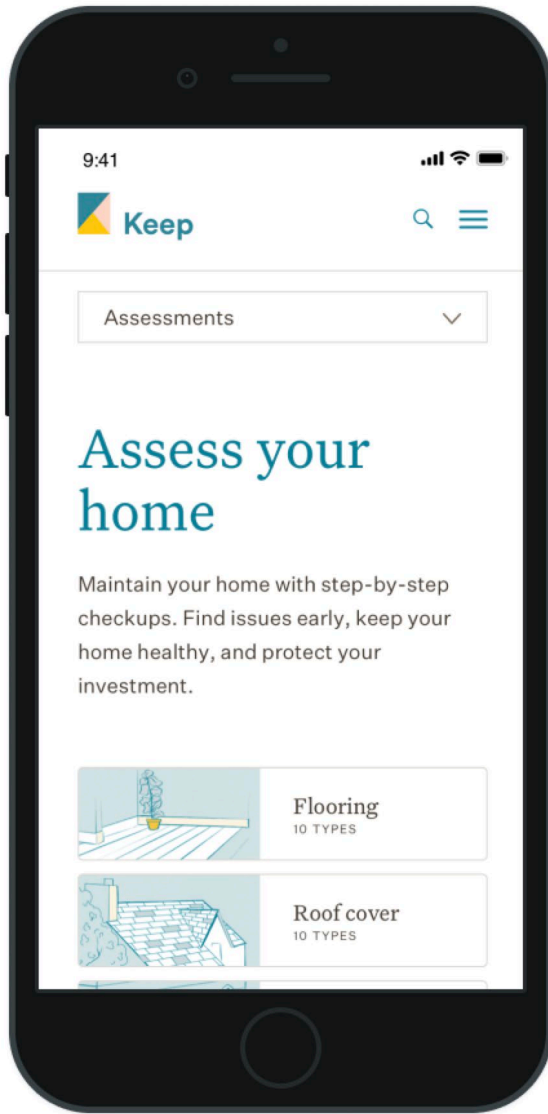 9:41
Keep
Assessments
Assess your
home
Maintain your home with step-by-step
checkups. Find issues early, keep your
home healthy, and protect your
investment.
Flooring
10 TYPES
Roof cover
10 TYPES